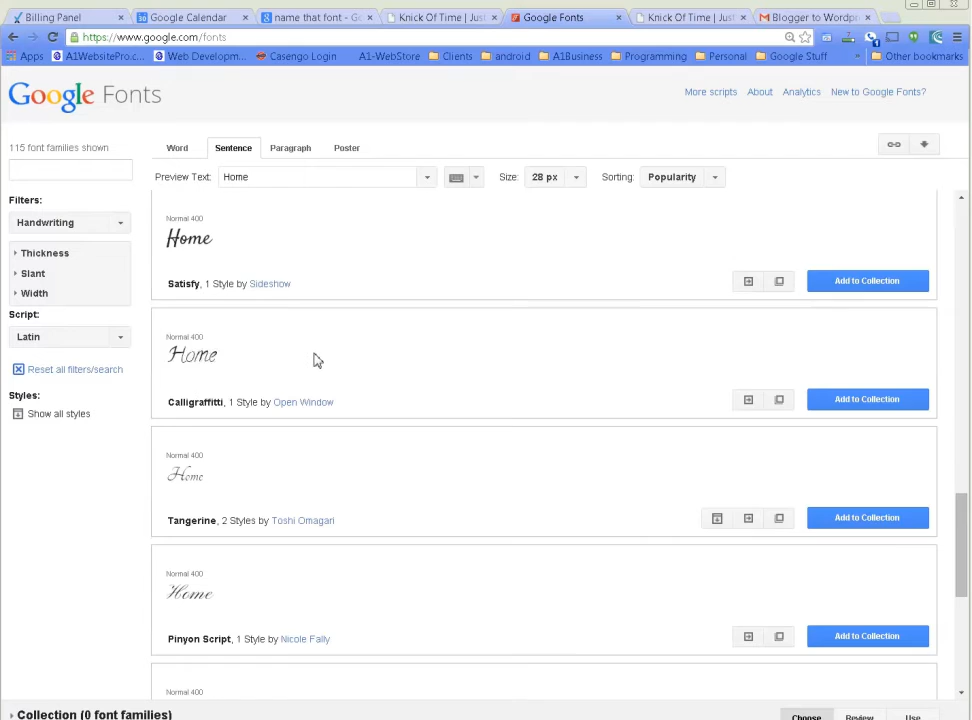 Billing Panel
Google Calendar
name that font - Go
Knick Of Time | Just
Google Fonts
Knick Of Time | Just
Blogger to Wordpr
https://www.google.com/fonts
Apps
A1WebsitePro.c...
Web Developm...
Casengo Login
A1-WebStore
Clients
android
A1Business
Programming
Personal
Google Stuff
Other bookmarks
Google Fonts
More scripts
About
Analytics
New to Google Fonts?
115 font families shown
Word
Sentence
Paragraph
Poster
Preview Text:
Home
Size:
28 px
Sorting:
Popularity
Filters:
Handwriting
Thickness
Slant
Width
Script:
Latin
Reset all filters/search
Styles:
Show all styles
Normal 400
Home
Satisfy, 1 Style by Sideshow
Add to Collection
Normal 400
Home
Calligraffitti, 1 Style by Open Window
Add to Collection
Normal 400
Home
Tangerine, 2 Styles by Toshi Omagari
Add to Collection
Normal 400
Home
Pinyon Script, 1 Style by Nicole Fally
Add to Collection
Normal 400
Collection (0 font families)
Choose
Review
Use